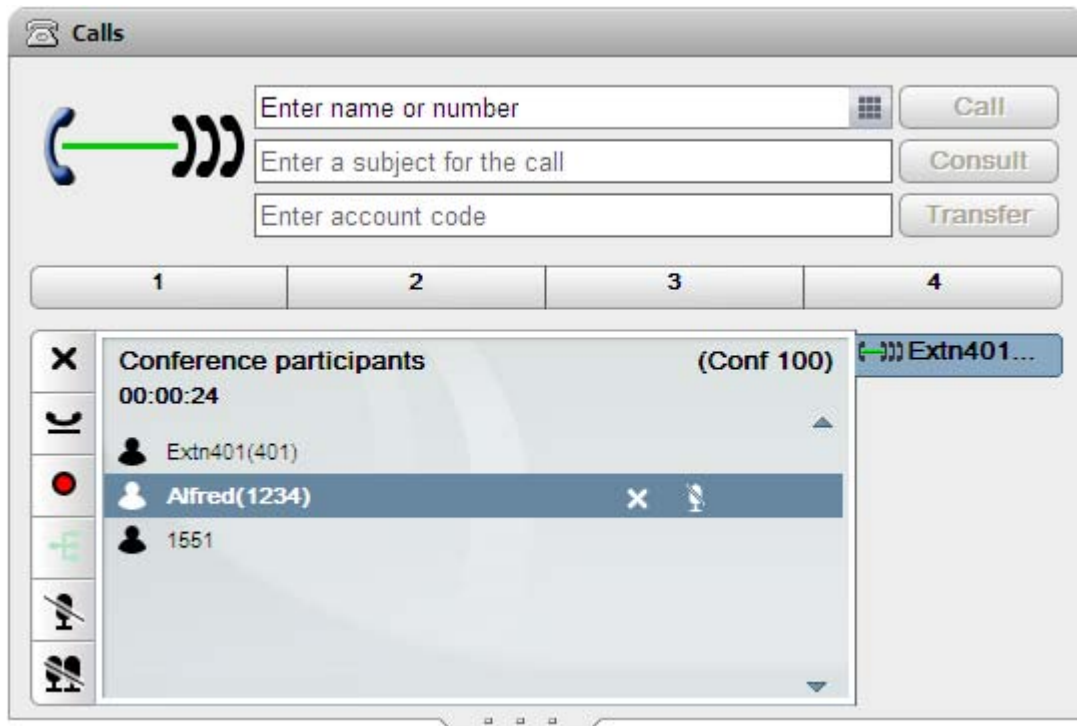 Calls
Enter name or number
Call
Enter a subject for the call
Consult
Enter account code
Transfer
1 2 3 4
Conference participants (Conf 100)
Extn401...
00:00:24
Extn401(401)
Alfred(1234)
1551